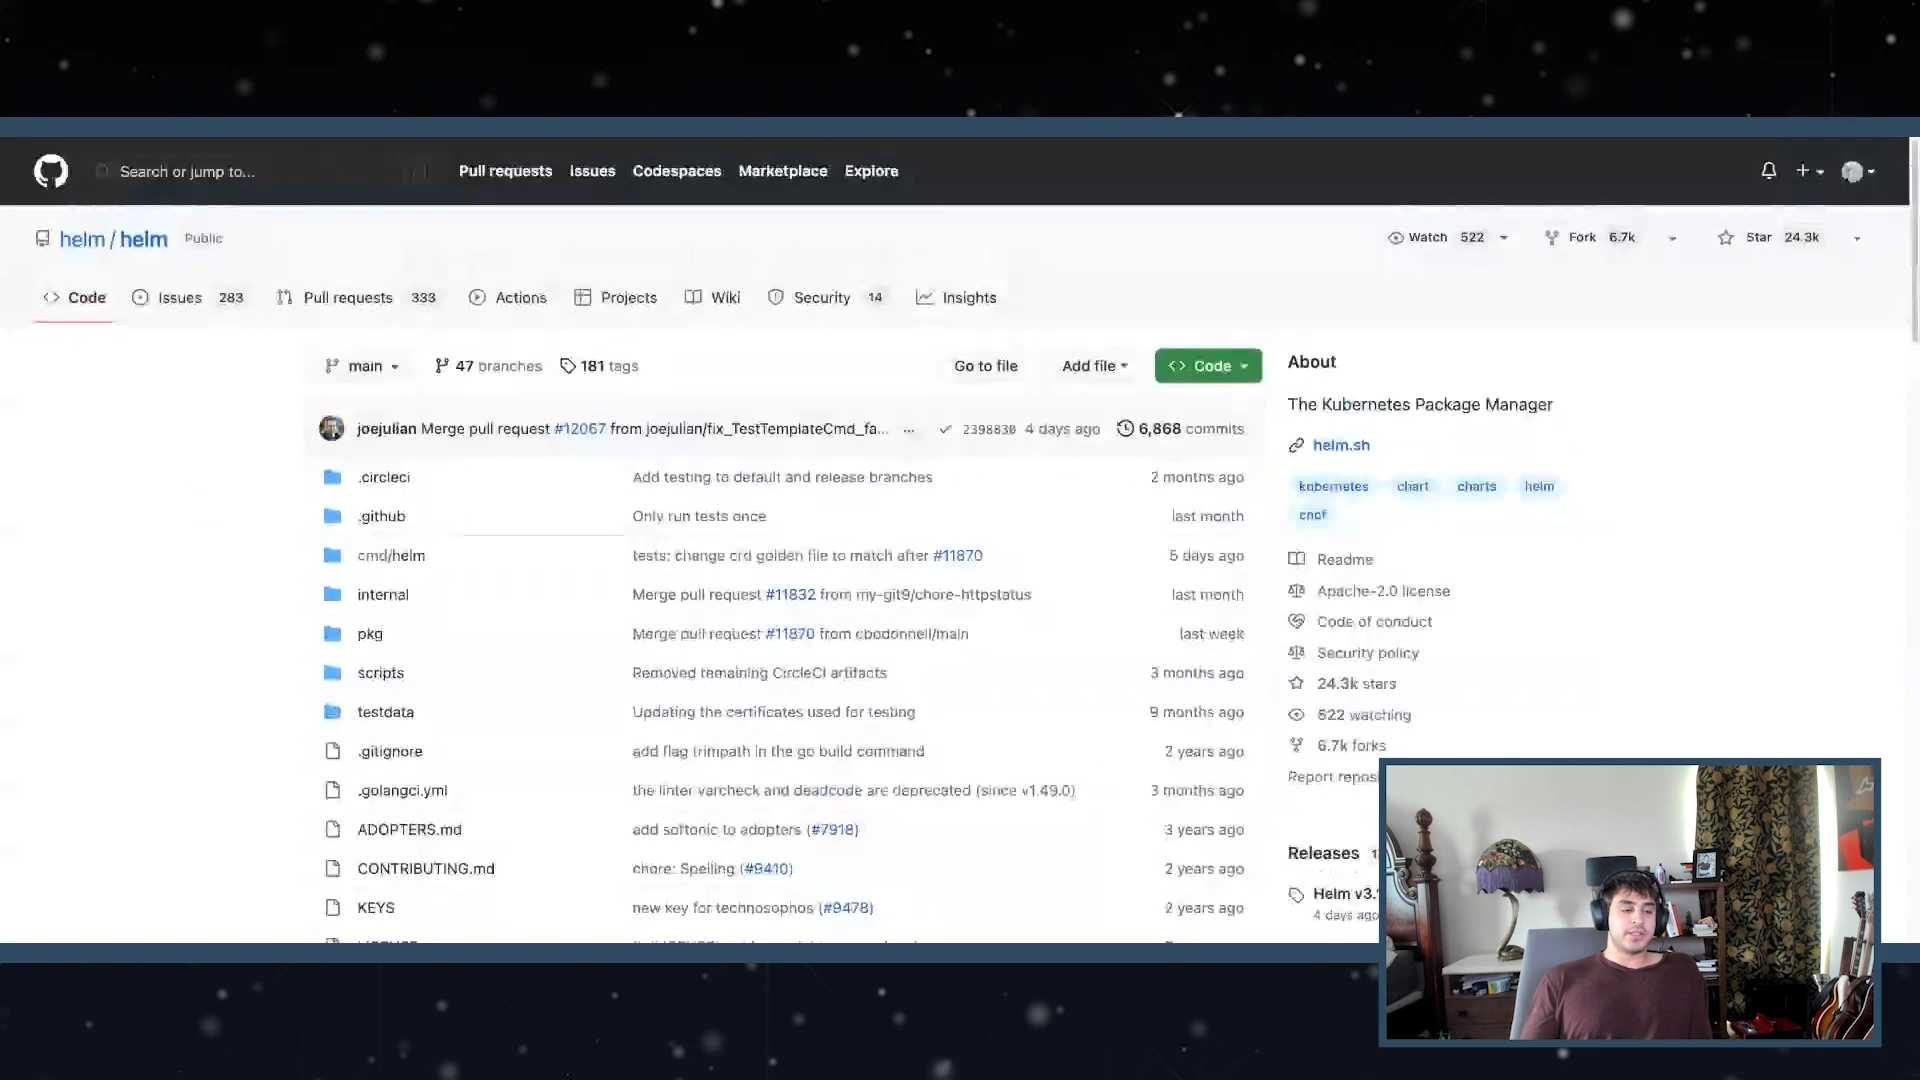 Search or jump to... / Pull requests Issues Codespaces Marketplace Explore
helm / helm Public Watch 522 Fork 6.7k Star 24.3k
Code Issues 283 Pull requests 333 Actions Projects Wiki Security 14 Insights
main 47 branches 181 tags Go to file Add file Code
joejulian Merge pull request #12067 from joejulian/fix_TestTemplateCmd_fa... ... 2398830 4 days ago 6,868 commits
.circleci Add testing to default and release branches 2 months ago
.github Only run tests once last month
cmd/helm tests: change crd golden file to match after #11870 5 days ago
internal Merge pull request #11832 from my-git9/chore-httpstatus last month
pkg Merge pull request #11870 from cbodonnell/main last week
scripts Removed remaining CircleCI artifacts 3 months ago
testdata Updating the certificates used for testing 9 months ago
.gitignore add flag trimpath in the go build command 2 years ago
.golangci.yml the linter varcheck and deadcode are deprecated (since v1.49.0) 3 months ago
ADOPTERS.md add softonic to adopters (#7918) 3 years ago
CONTRIBUTING.md chore: Spelling (#9410) 2 years ago
KEYS new key for technosophos (#9478) 2 years ago
About
The Kubernetes Package Manager
helm.sh
kubernetes chart charts helm
cncf
Readme
Apache-2.0 license
Code of conduct
Security policy
24.3k stars
522 watching
6.7k forks
Report
Releases
Helm
4 days ago